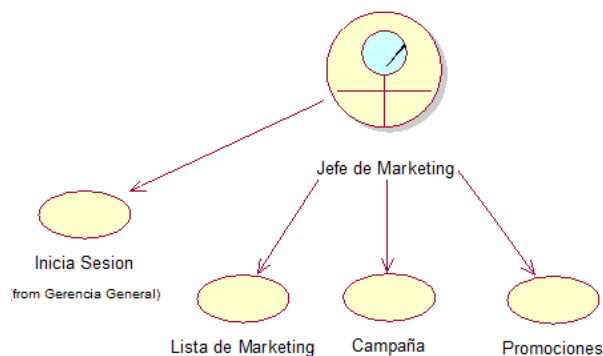 Jefe de Marketing
Inicia Sesion
(from Gerencia General)
Lista de Marketing
Campaña
Promociones